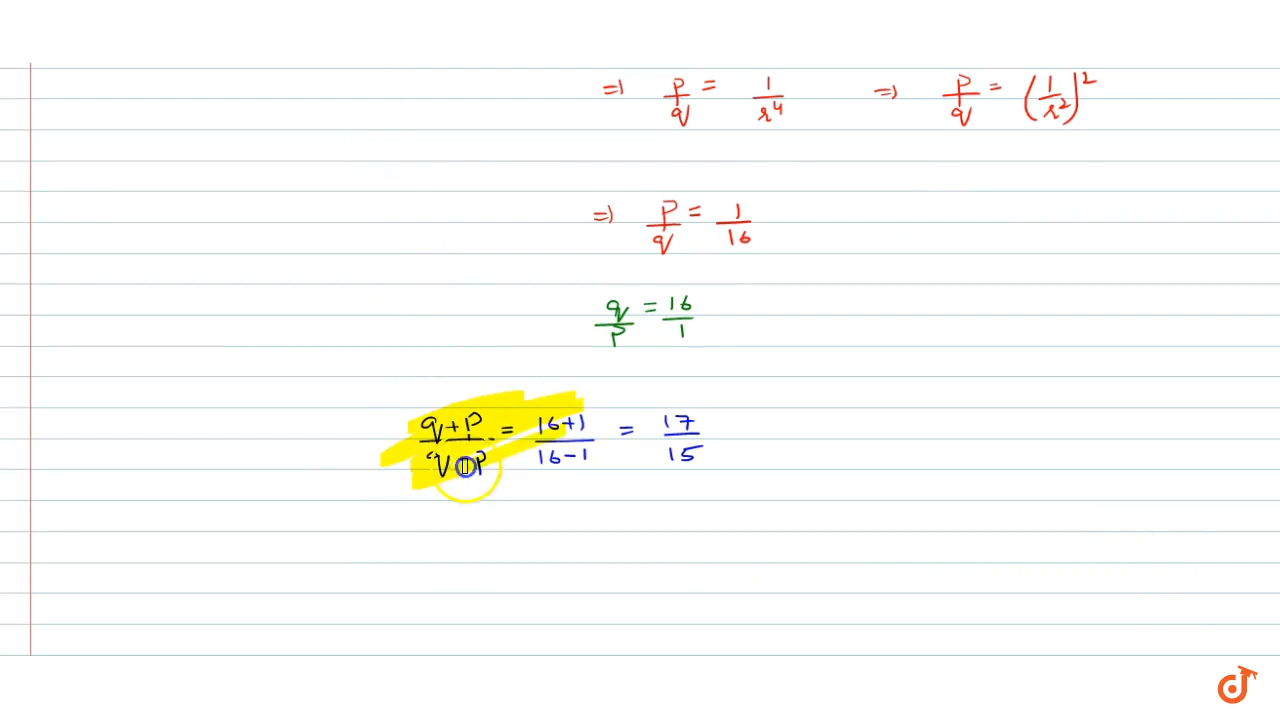 ⇒ p/q = 1/r⁴ ⇒ p/q = (1/r²)²
⇒ p/q = 1/16
q/p = 16/1
(q+p)/(q-p) = (16+1)/(16-1) = 17/15